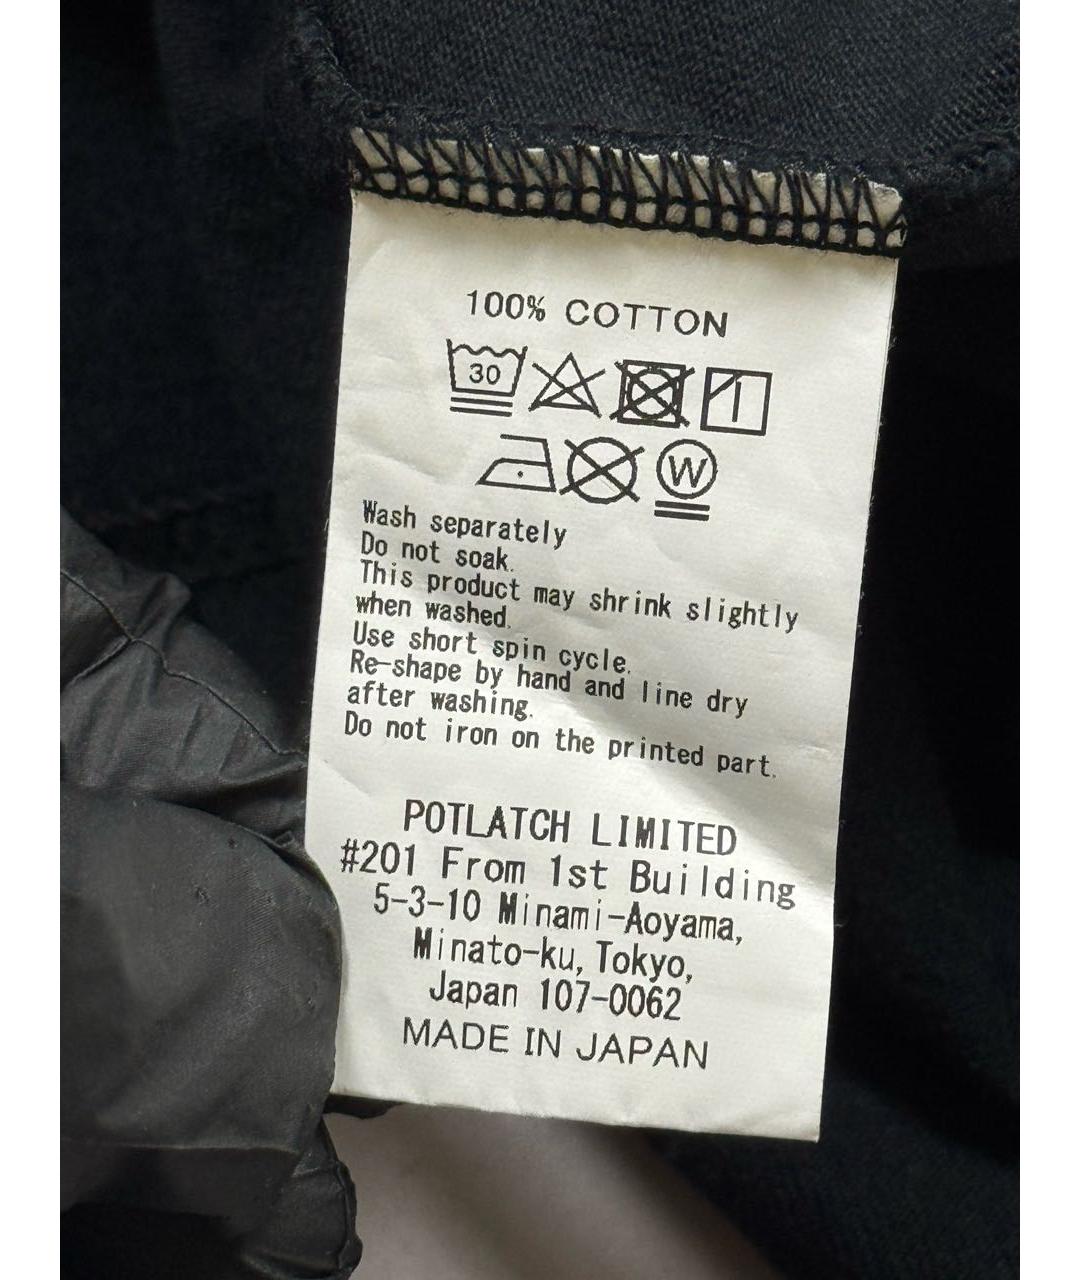 100% COTTON
30
W
Wash separately
Do not soak.
This product may shrink slightly
when washed.
Use short spin cycle.
Re-shape by hand and line dry
after washing.
Do not iron on the printed part.
POTLATCH LIMITED
#201 From 1st Building
5-3-10 Minami-Aoyama,
Minato-ku, Tokyo,
Japan 107-0062
MADE IN JAPAN